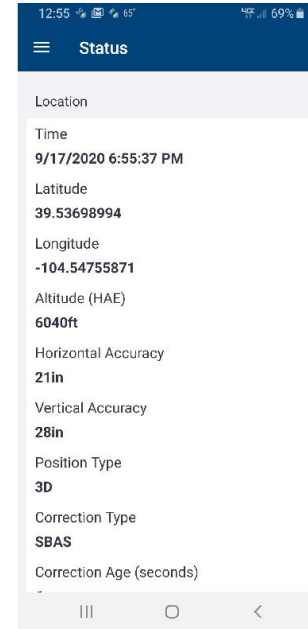 12:55 65° 69%
Status
Location
Time
9/17/2020 6:55:37 PM
Latitude
39.53698994
Longitude
-104.54755871
Altitude (HAE)
6040ft
Horizontal Accuracy
21in
Vertical Accuracy
28in
Position Type
3D
Correction Type
SBAS
Correction Age (seconds)